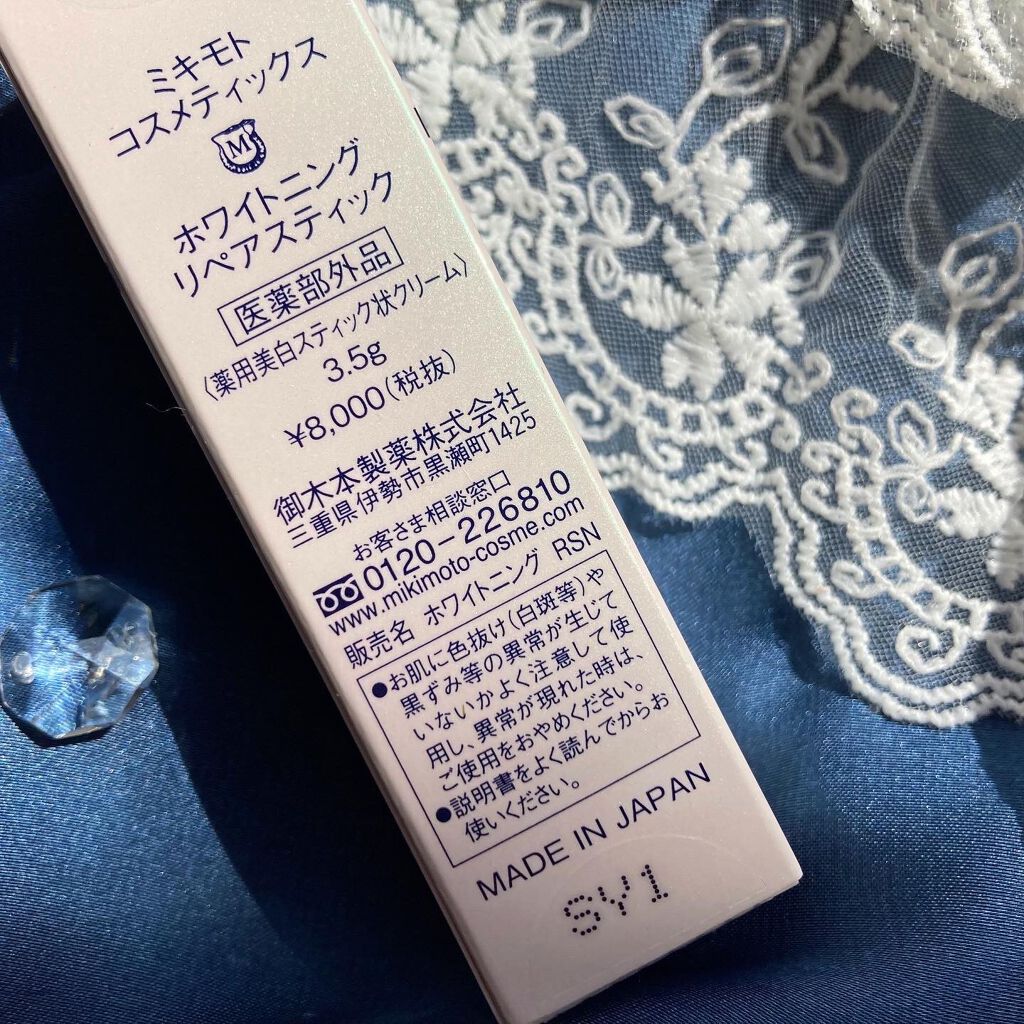 ミキモト
コスメティックス
M
ホワイトニング
リペアスティック
医薬部外品
(薬用美白スティック状クリーム)
3.5g
¥8,000(税抜)
御木本製薬株式会社
三重県伊勢市黒瀬町1425
お客さま相談窓口
0120-226810
www.mikimoto-cosme.com
販売名 ホワイトニング RSN
●お肌に色抜け(白斑等)や
黒ずみ等の異常が生じて
いないかよく注意して使
用し、異常が現れた時は、
ご使用をおやめください。
●説明書をよく読んでからお
使いください。
MADE IN JAPAN
SY1